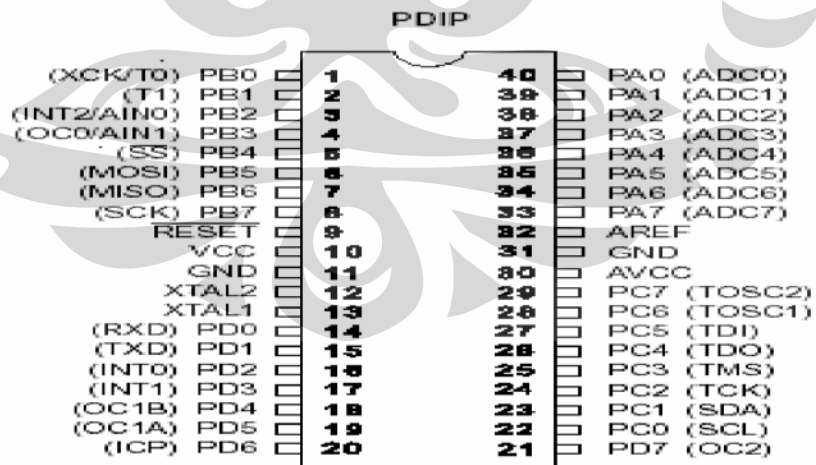 PDIP
(XCK/T0) PB0 1 40 PA0 (ADC0)
(T1) PB1 2 39 PA1 (ADC1)
(INT2/AIN0) PB2 3 38 PA2 (ADC2)
(OC0/AIN1) PB3 4 37 PA3 (ADC3)
(SS) PB4 5 36 PA4 (ADC4)
(MOSI) PB5 6 35 PA5 (ADC5)
(MISO) PB6 7 34 PA6 (ADC6)
(SCK) PB7 8 33 PA7 (ADC7)
RESET 9 32 AREF
VCC 10 31 GND
GND 11 30 AVCC
XTAL2 12 29 PC7 (TOSC2)
XTAL1 13 28 PC6 (TOSC1)
(RXD) PD0 14 27 PC5 (TDI)
(TXD) PD1 15 26 PC4 (TDO)
(INT0) PD2 16 25 PC3 (TMS)
(INT1) PD3 17 24 PC2 (TCK)
(OC1B) PD4 18 23 PC1 (SDA)
(OC1A) PD5 19 22 PC0 (SCL)
(ICP) PD6 20 21 PD7 (OC2)